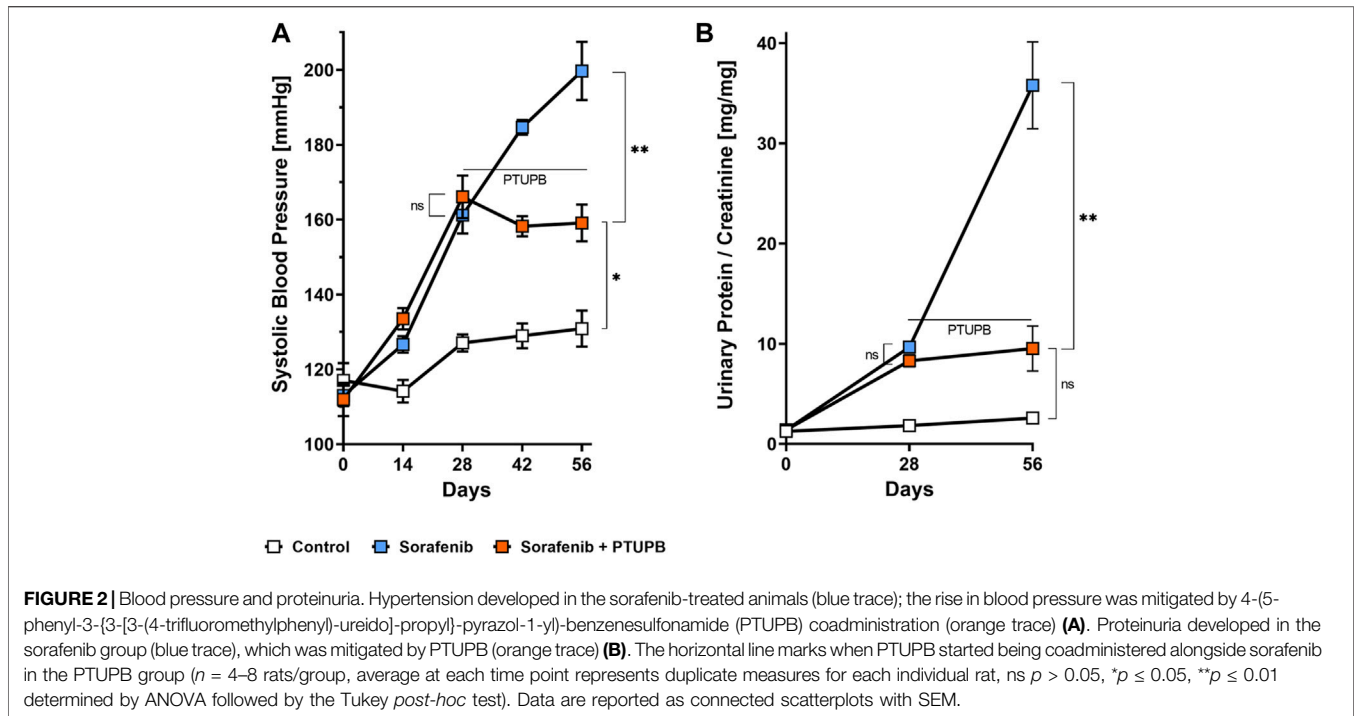 A
Systolic Blood Pressure [mmHg]
200
180
160
140
120
100
0 14 28 42 56
Days
ns
PTUPB
**
*
B
Urinary Protein / Creatinine [mg/mg]
40
30
20
10
0
0 28 56
Days
ns
PTUPB
**
ns
Control Sorafenib Sorafenib + PTUPB
FIGURE 2 | Blood pressure and proteinuria. Hypertension developed in the sorafenib-treated animals (blue trace); the rise in blood pressure was mitigated by 4-(5-
phenyl-3-{3-[3-(4-trifluoromethylphenyl)-ureido]-propyl}-pyrazol-1-yl)-benzenesulfonamide (PTUPB) coadministration (orange trace) (A). Proteinuria developed in the
sorafenib group (blue trace), which was mitigated by PTUPB (orange trace) (B). The horizontal line marks when PTUPB started being coadministered alongside sorafenib
in the PTUPB group (n = 4–8 rats/group, average at each time point represents duplicate measures for each individual rat, ns p > 0.05, *p ≤ 0.05, **p ≤ 0.01
determined by ANOVA followed by the Tukey post-hoc test). Data are reported as connected scatterplots with SEM.